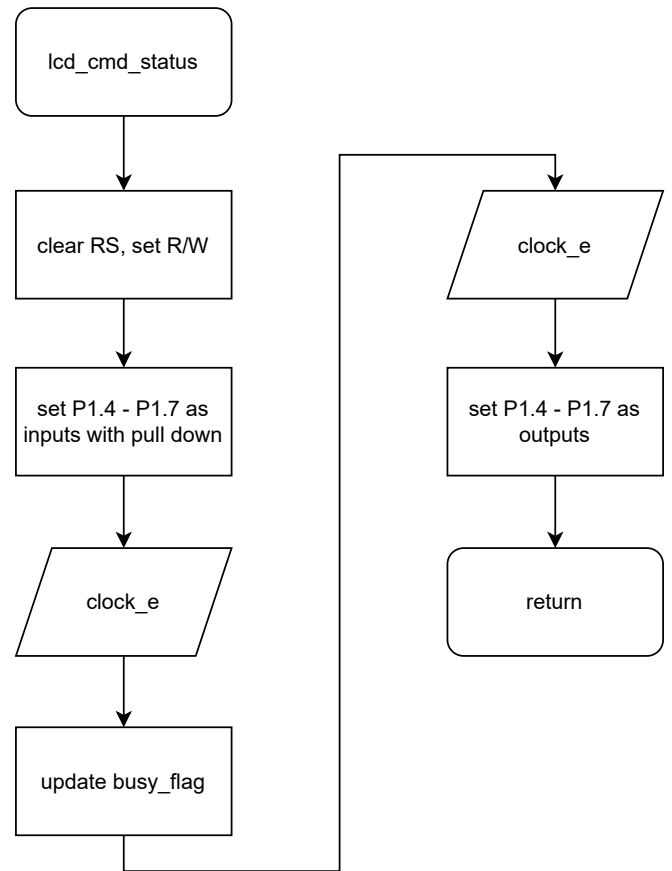 lcd_cmd_status
clear RS, set R/W
set P1.4 - P1.7 as
inputs with pull down
clock_e
update busy_flag
clock_e
set P1.4 - P1.7 as
outputs
return